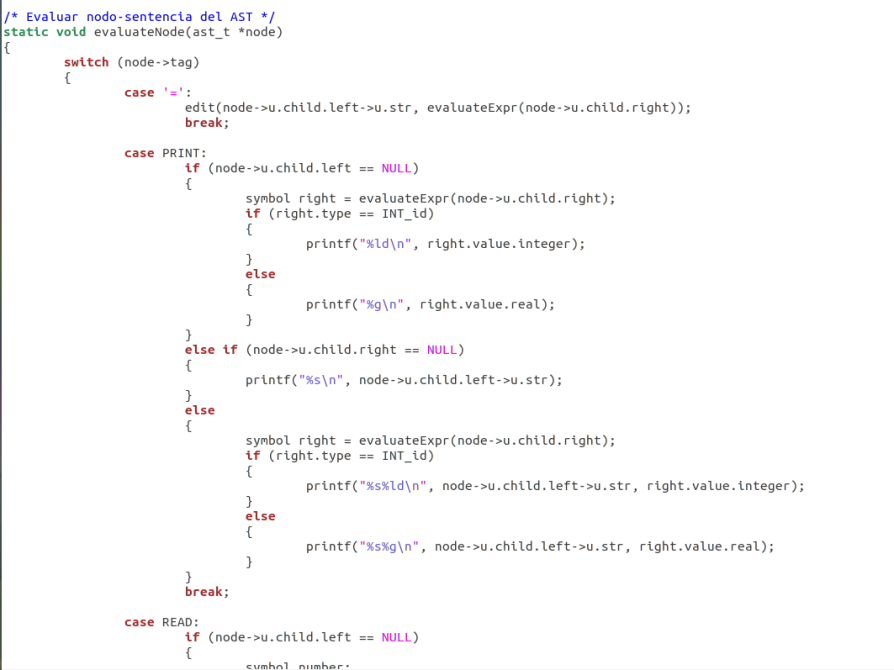 /* Evaluar nodo-sentencia del AST */
static void evaluateNode(ast_t *node)
{
switch (node->tag)
{
case '=':
edit(node->u.child.left->u.str, evaluateExpr(node->u.child.right));
break;
case PRINT:
if (node->u.child.left == NULL)
{
symbol right = evaluateExpr(node->u.child.right);
if (right.type == INT_id)
{
printf("%ld\n", right.value.integer);
}
else
{
printf("%g\n", right.value.real);
}
}
else if (node->u.child.right == NULL)
{
printf("%s\n", node->u.child.left->u.str);
}
else
{
symbol right = evaluateExpr(node->u.child.right);
if (right.type == INT_id)
{
printf("%s%ld\n", node->u.child.left->u.str, right.value.integer);
}
else
{
printf("%s%g\n", node->u.child.left->u.str, right.value.real);
}
}
break;
case READ:
if (node->u.child.left == NULL)
{
symbol number;